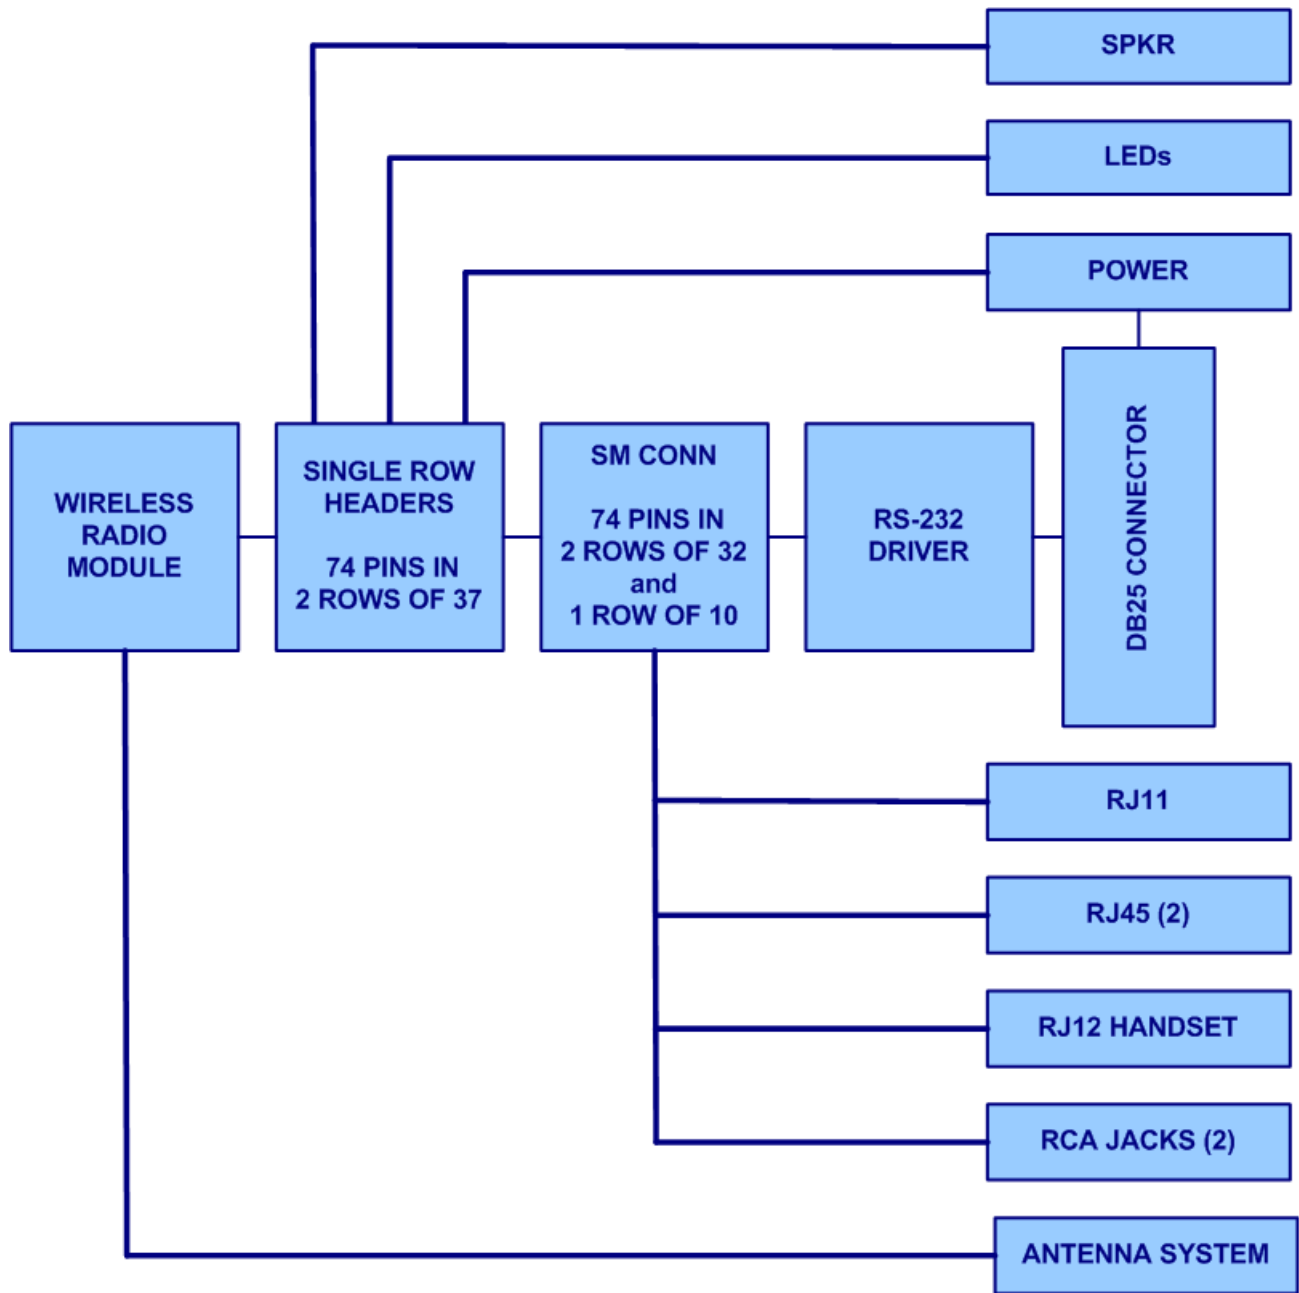 SPKR
LEDs
POWER
WIRELESS
RADIO
MODULE
SINGLE ROW
HEADERS
74 PINS IN
2 ROWS OF 37
SM CONN
74 PINS IN
2 ROWS OF 32
and
1 ROW OF 10
RS-232
DRIVER
DB25 CONNECTOR
RJ11
RJ45 (2)
RJ12 HANDSET
RCA JACKS (2)
ANTENNA SYSTEM